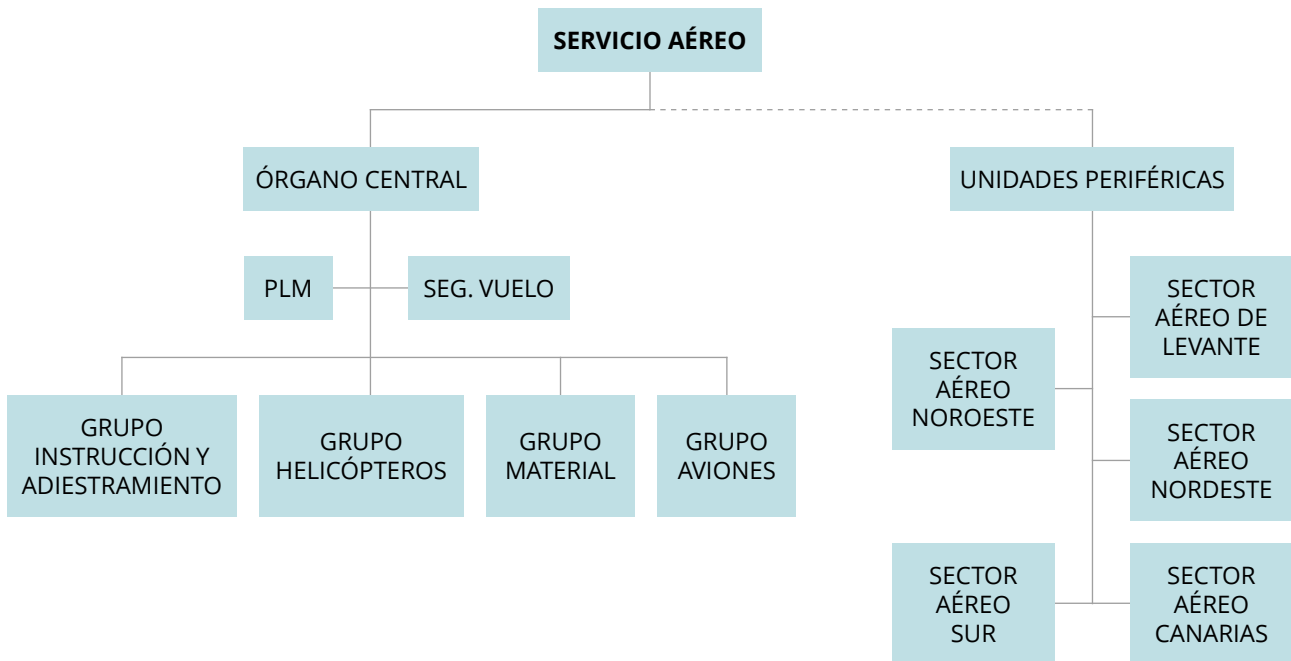 SERVICIO AÉREO
ÓRGANO CENTRAL
UNIDADES PERIFÉRICAS
PLM
SEG. VUELO
GRUPO
INSTRUCCIÓN Y
ADIESTRAMIENTO
GRUPO
HELICÓPTEROS
GRUPO
MATERIAL
GRUPO
AVIONES
SECTOR
AÉREO DE
LEVANTE
SECTOR
AÉREO
NOROESTE
SECTOR
AÉREO
NORDESTE
SECTOR
AÉREO
SUR
SECTOR
AÉREO
CANARIAS